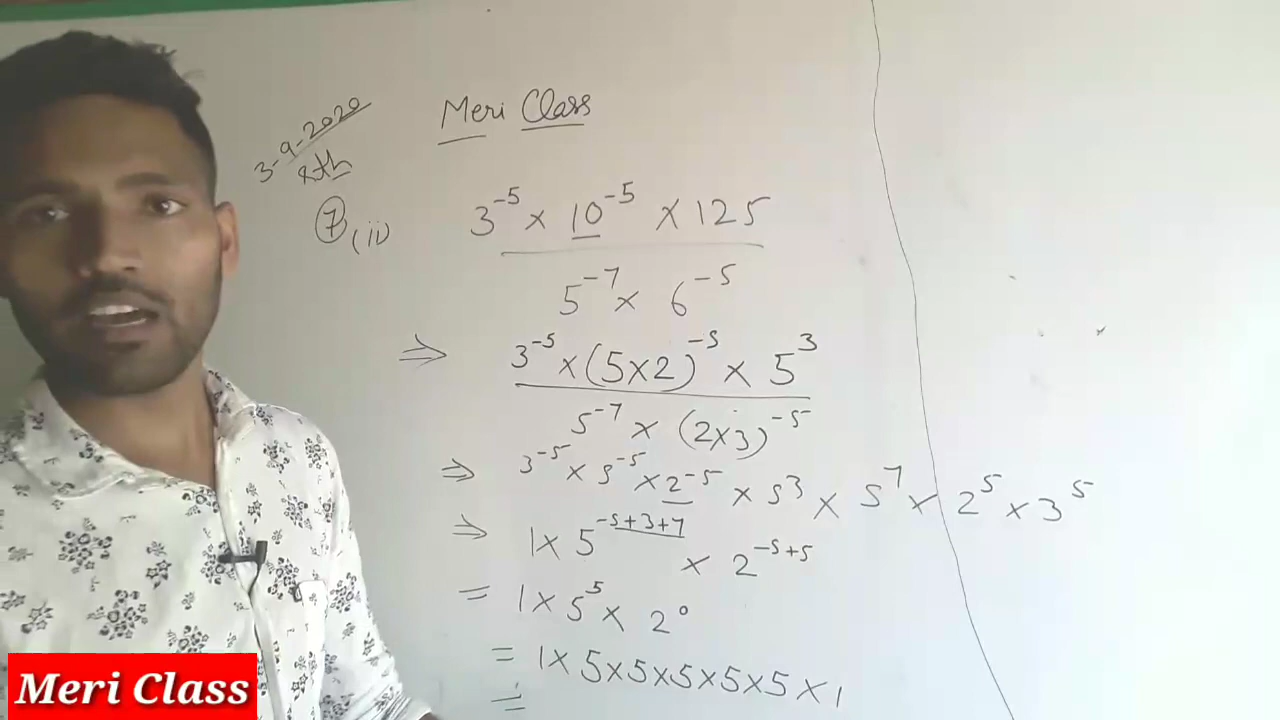 Meri Class
3-9-2020
8th
7 (ii)
3⁻⁵ × 10⁻⁵ × 125
5⁻⁷ × 6⁻⁵
⇒ 3⁻⁵ × (5×2)⁻⁵ × 5³
5⁻⁷ × (2×3)⁻⁵
⇒ 3⁻⁵ × 5⁻⁵ × 2⁻⁵ × 5³ × 5⁷ × 2⁵ × 3⁵
⇒ 1 × 5⁻⁵⁺³⁺⁷ × 2⁻⁵⁺⁵
= 1 × 5⁵ × 2⁰
= 1 × 5 × 5 × 5 × 5 × 5 × 1
=
Meri Class